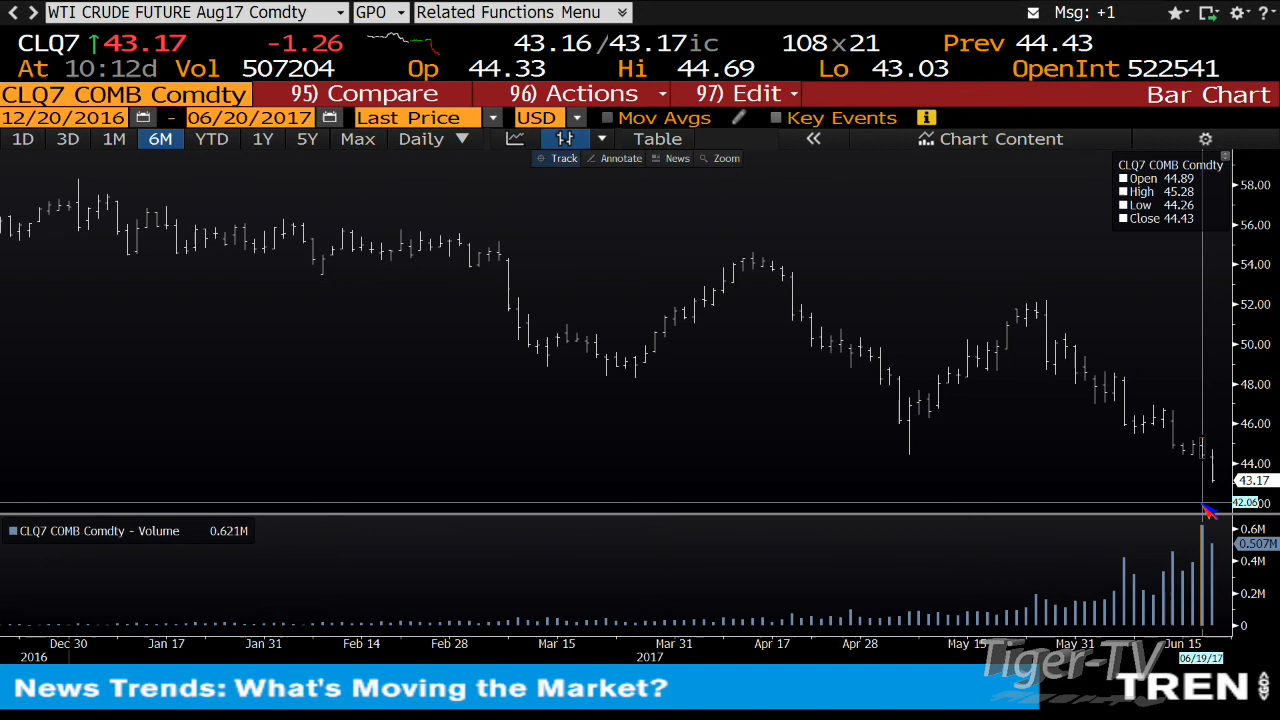 WTI CRUDE FUTURE Aug17 Comdty GPO Related Functions Menu Msg: +1
CLQ7 ↑43.17 -1.26 43.16/43.17ic 108x21 Prev 44.43
At 10:12d Vol 507204 Op 44.33 Hi 44.69 Lo 43.03 OpenInt 522541
CLQ7 COMB Comdty 95) Compare 96) Actions 97) Edit Bar Chart
12/20/2016 - 06/20/2017 Last Price USD Mov Avgs Key Events
1D 3D 1M 6M YTD 1Y 5Y Max Daily Table « Chart Content
Track Annotate News Zoom
CLQ7 COMB Comdty
Open 44.89
High 45.28
Low 44.26
Close 44.43
58.00
56.00
54.00
52.00
50.00
48.00
46.00
44.00
43.17
42.06
CLQ7 COMB Comdty - Volume 0.621M
0.6M
0.507M
0.4M
0.2M
0
Dec 30 Jan 17 Jan 31 Feb 14 Feb 28 Mar 15 Mar 31 Apr 17 Apr 28 May 15 May 31 Jun 15
2016 2017 06/19/17
Tiger-TV
News Trends: What's Moving the Market? TREN
GO